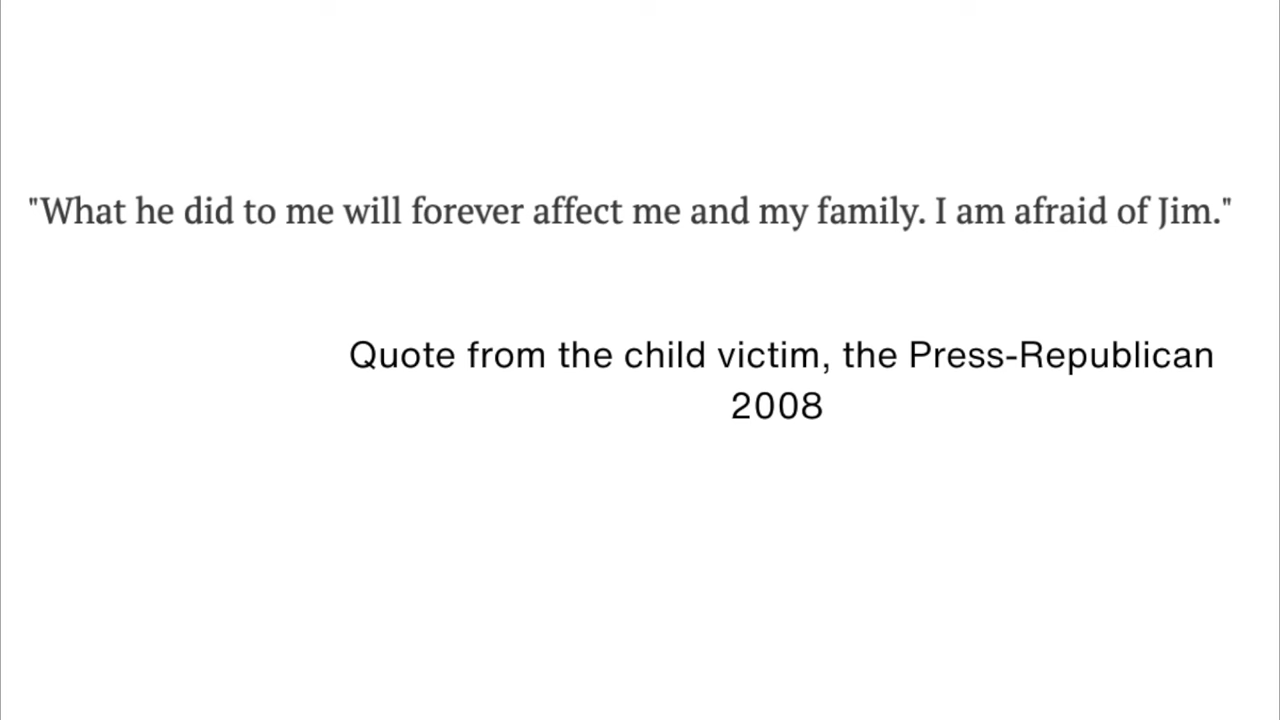 "What he did to me will forever affect me and my family. I am afraid of Jim."
Quote from the child victim, the Press-Republican
2008